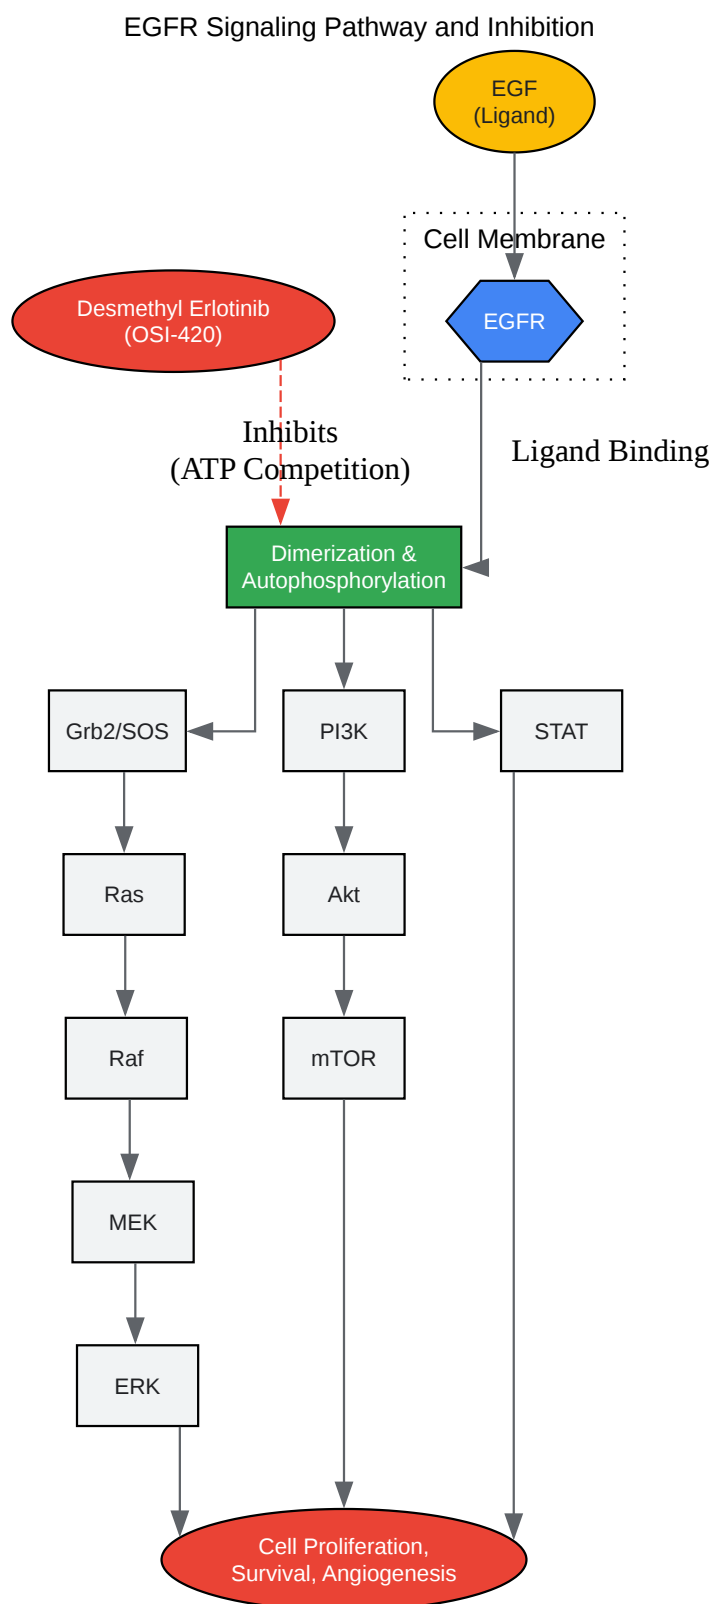 EGFR Signaling Pathway and Inhibition
EGF
(Ligand)
Cell Membrane
EGFR
Desmethyl Erlotinib
(OSI-420)
Inhibits
(ATP Competition)
Ligand Binding
Dimerization &
Autophosphorylation
Grb2/SOS
PI3K
STAT
Ras
Akt
Raf
mTOR
MEK
ERK
Cell Proliferation,
Survival, Angiogenesis